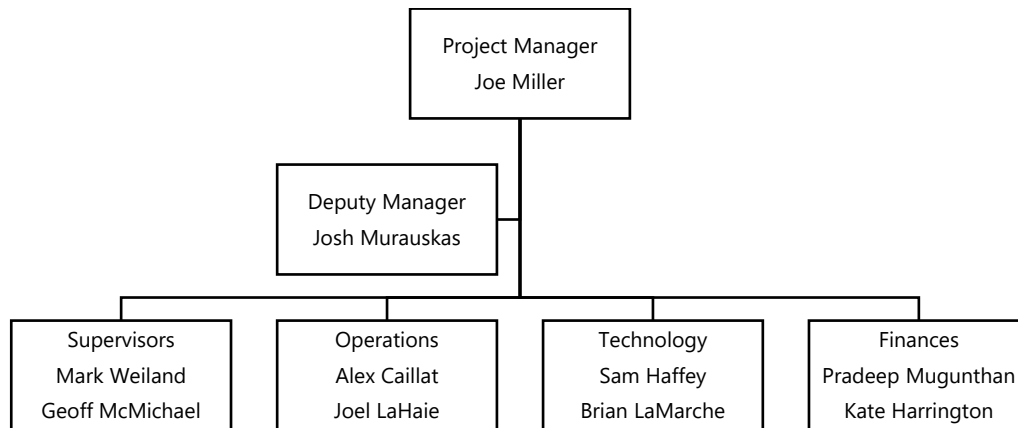 Project Manager
Joe Miller
Deputy Manager
Josh Murauskas
Supervisors
Mark Weiland
Geoff McMichael
Operations
Alex Caillat
Joel LaHaie
Technology
Sam Haffey
Brian LaMarche
Finances
Pradeep Mugunthan
Kate Harrington